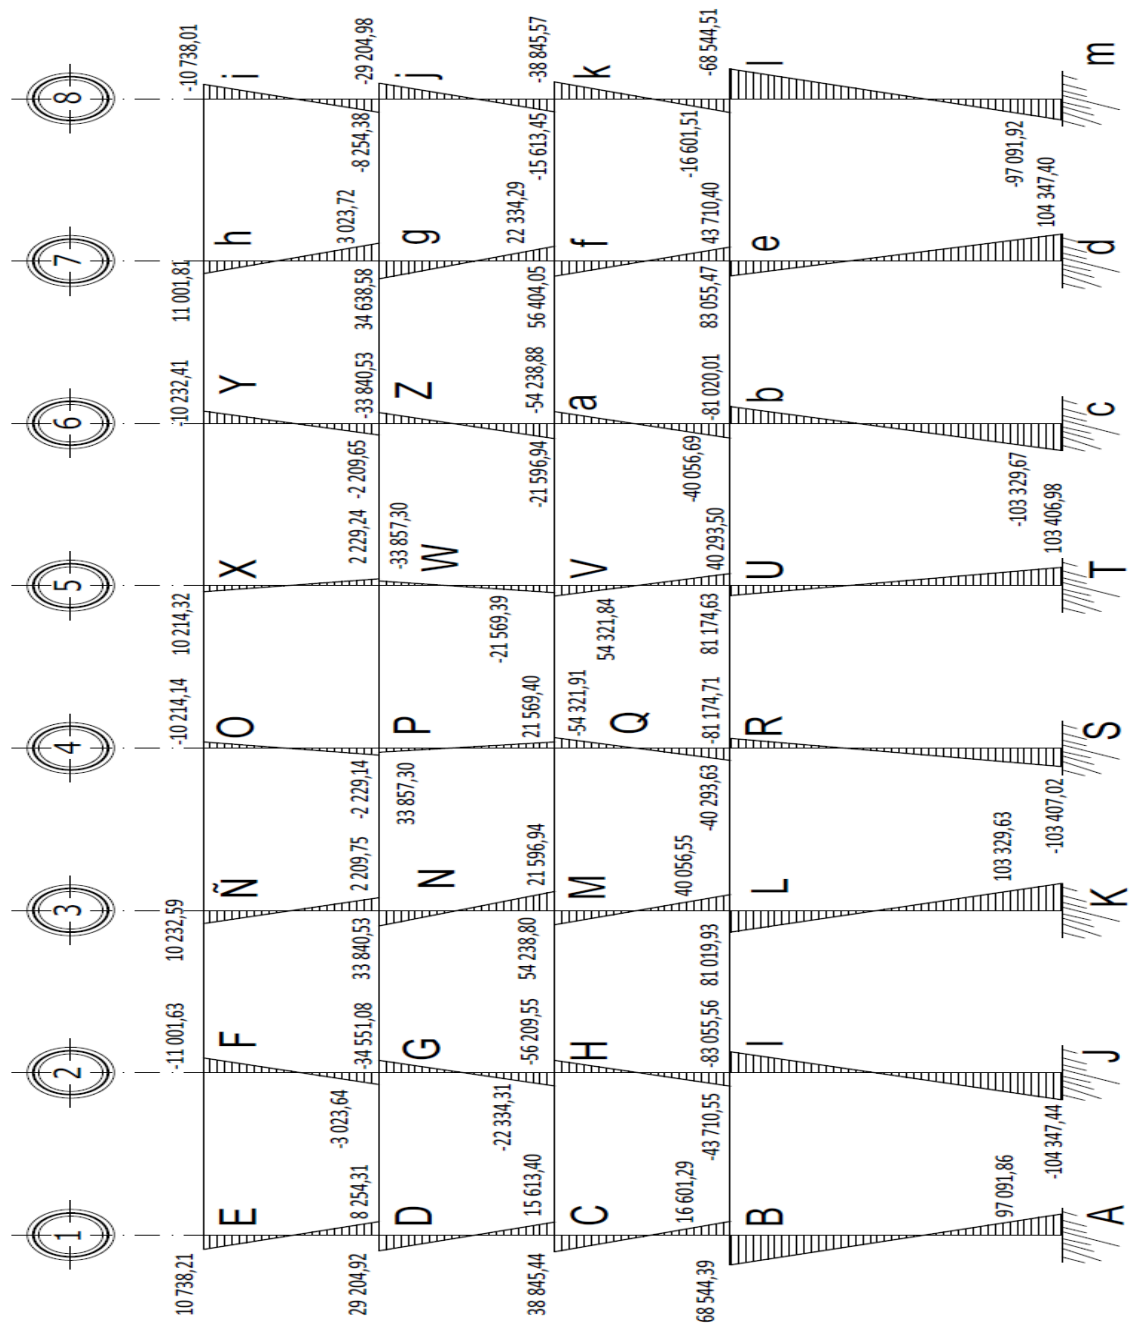 8 7 6 5 4 3 2 1
-10 738,01
i
-29 204,98
-8 254,38
j
-38 845,57
-15 613,45
k
-68 544,51
-16 601,51
l
-97 091,92
m
11 001,81
h
3 023,72
34 638,58
g
22 334,29
56 404,05
f
43 710,40
83 055,47
e
104 347,40
d
-10 232,41
Y
-33 840,53
-2 209,65
Z
-54 238,88
-21 596,94
a
-81 020,01
-40 056,69
b
-103 329,67
c
10 214,32
X
2 229,24
-33 857,30
W
-21 569,39
V
54 321,84
40 293,50
81 174,63
U
103 406,98
T
-10 214,14
O
-2 229,14
33 857,30
P
21 569,40
-54 321,91
Q
-40 293,63
-81 174,71
R
-103 407,02
S
10 232,59
Ñ
2 209,75
33 840,53
N
21 596,94
54 238,80
M
40 056,55
81 019,93
L
103 329,63
K
-11 001,63
F
-3 023,64
-34 551,08
G
-22 334,31
-56 209,55
H
-43 710,55
-83 055,56
I
-104 347,44
J
10 738,21
E
8 254,31
29 204,92
D
15 613,40
38 845,44
C
16 601,29
68 544,39
B
97 091,86
A